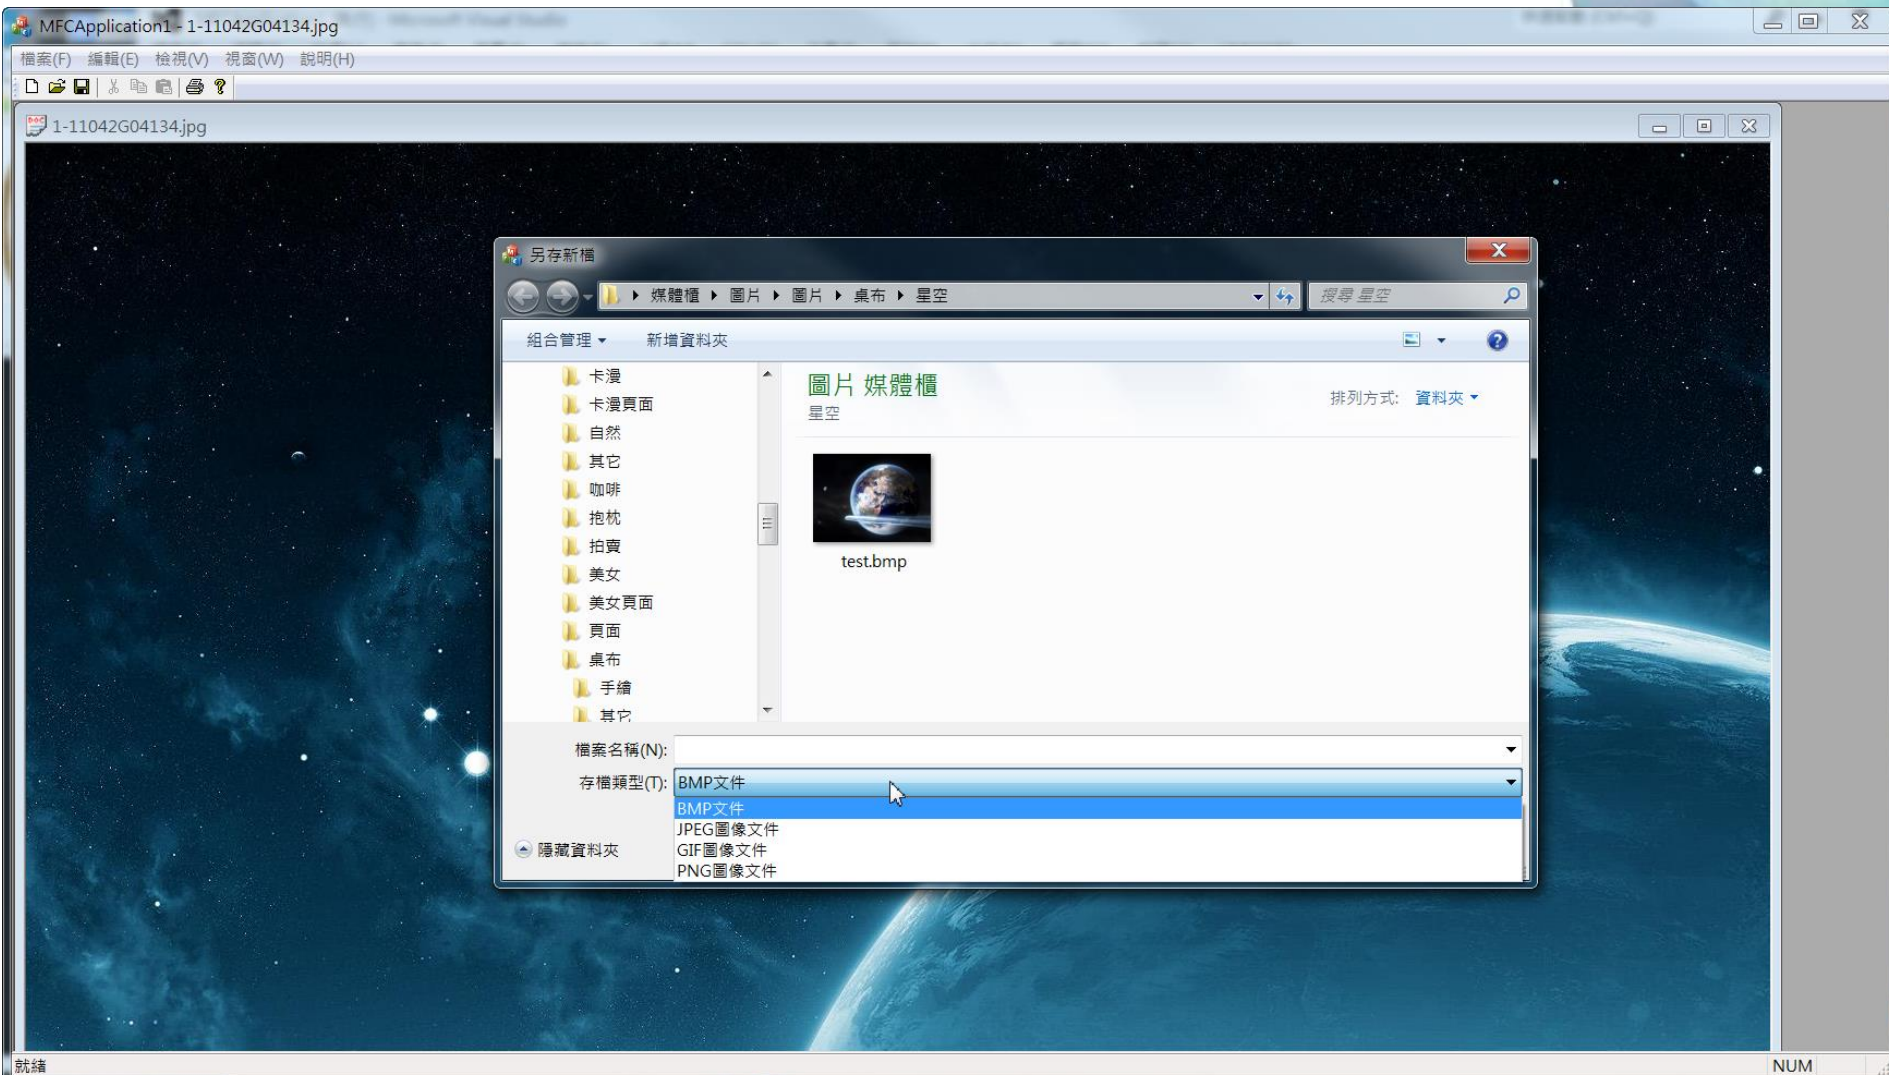 MFCApplication1 - 1-11042G04134.jpg
檔案(F) 編輯(E) 檢視(V) 視窗(W) 說明(H)
1-11042G04134.jpg
另存新檔
媒體櫃 圖片 圖片 桌布 星空
搜尋 星空
組合管理 新增資料夾
卡漫
卡漫頁面
自然
其它
咖啡
抱枕
拍賣
美女
美女頁面
頁面
桌布
手繪
其它
圖片 媒體櫃
星空
排列方式: 資料夾
test.bmp
檔案名稱(N):
存檔類型(T): BMP文件
BMP文件
JPEG圖像文件
GIF圖像文件
PNG圖像文件
隱藏資料夾
就緒
NUM